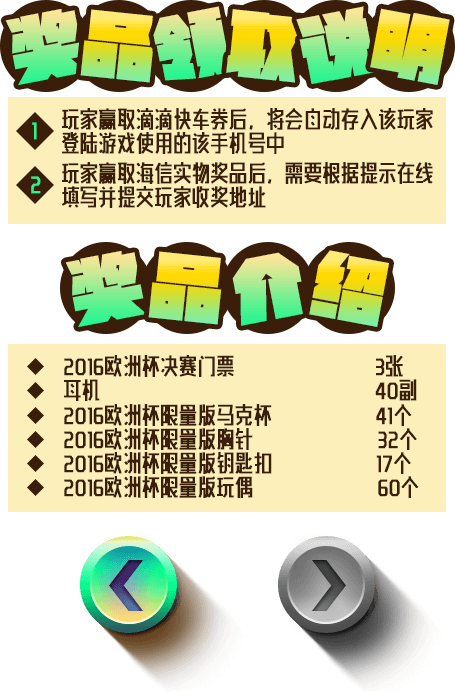 奖品领取说明
1 玩家赢取滴滴快车券后，将会自动存入该玩家
登陆游戏使用的该手机号中
2 玩家赢取海信实物奖品后，需要根据提示在线
填写并提交玩家收奖地址
奖品介绍
2016欧洲杯决赛门票 3张
耳机 40副
2016欧洲杯限量版马克杯 41个
2016欧洲杯限量版胸针 32个
2016欧洲杯限量版钥匙扣 17个
2016欧洲杯限量版玩偶 60个